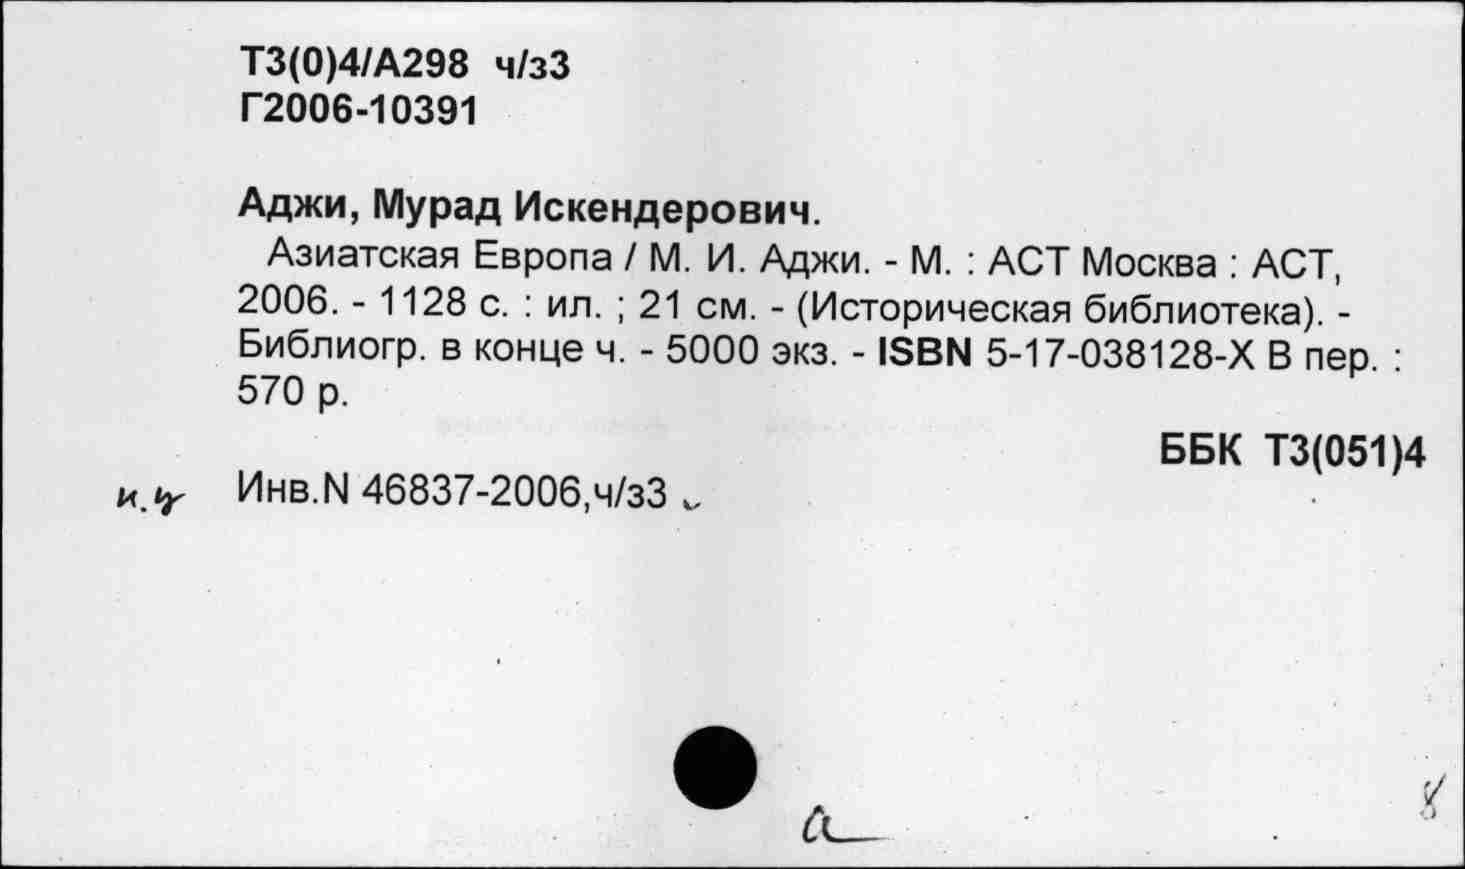 Т3(0)4/А298 ч/з3
Г2006-10391
Аджи, Мурад Искендерович.
Азиатская Европа / М. И. Аджи. - М. : АСТ Москва : АСТ,
2006. - 1128 с. : ил. ; 21 см. - (Историческая библиотека). -
Библиогр. в конце ч. - 5000 экз. - ISBN 5-17-038128-X В пер. :
570 р.
ББК Т3(051)4
Инв.N 46837-2006,ч/з3